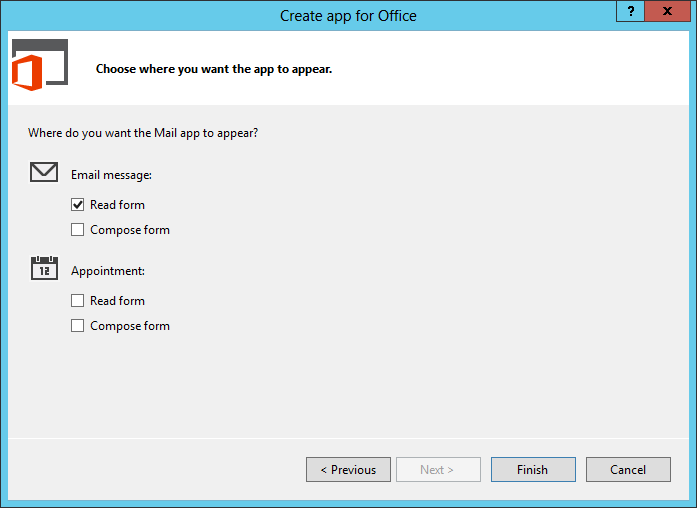 Create app for Office
?
x
Choose where you want the app to appear.
Where do you want the Mail app to appear?
Email message:
Read form
Compose form
12
Appointment:
Read form
Compose form
< Previous
Next >
Finish
Cancel